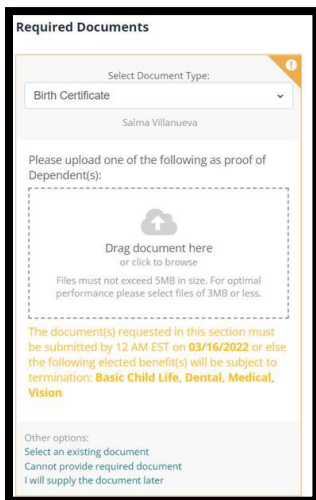 Required Documents
Select Document Type:
Birth Certificate
Salma Villanueva
Please upload one of the following as proof of
Dependent(s):
Drag document here
or click to browse
Files must not exceed 5MB in size. For optimal
performance please select files of 3MB or less.
The document(s) requested in this section must
be submitted by 12 AM EST on 03/16/2022 or else
the following elected benefit(s) will be subject to
termination: Basic Child Life, Dental, Medical,
Vision
Other options:
Select an existing document
Cannot provide required document
I will supply the document later